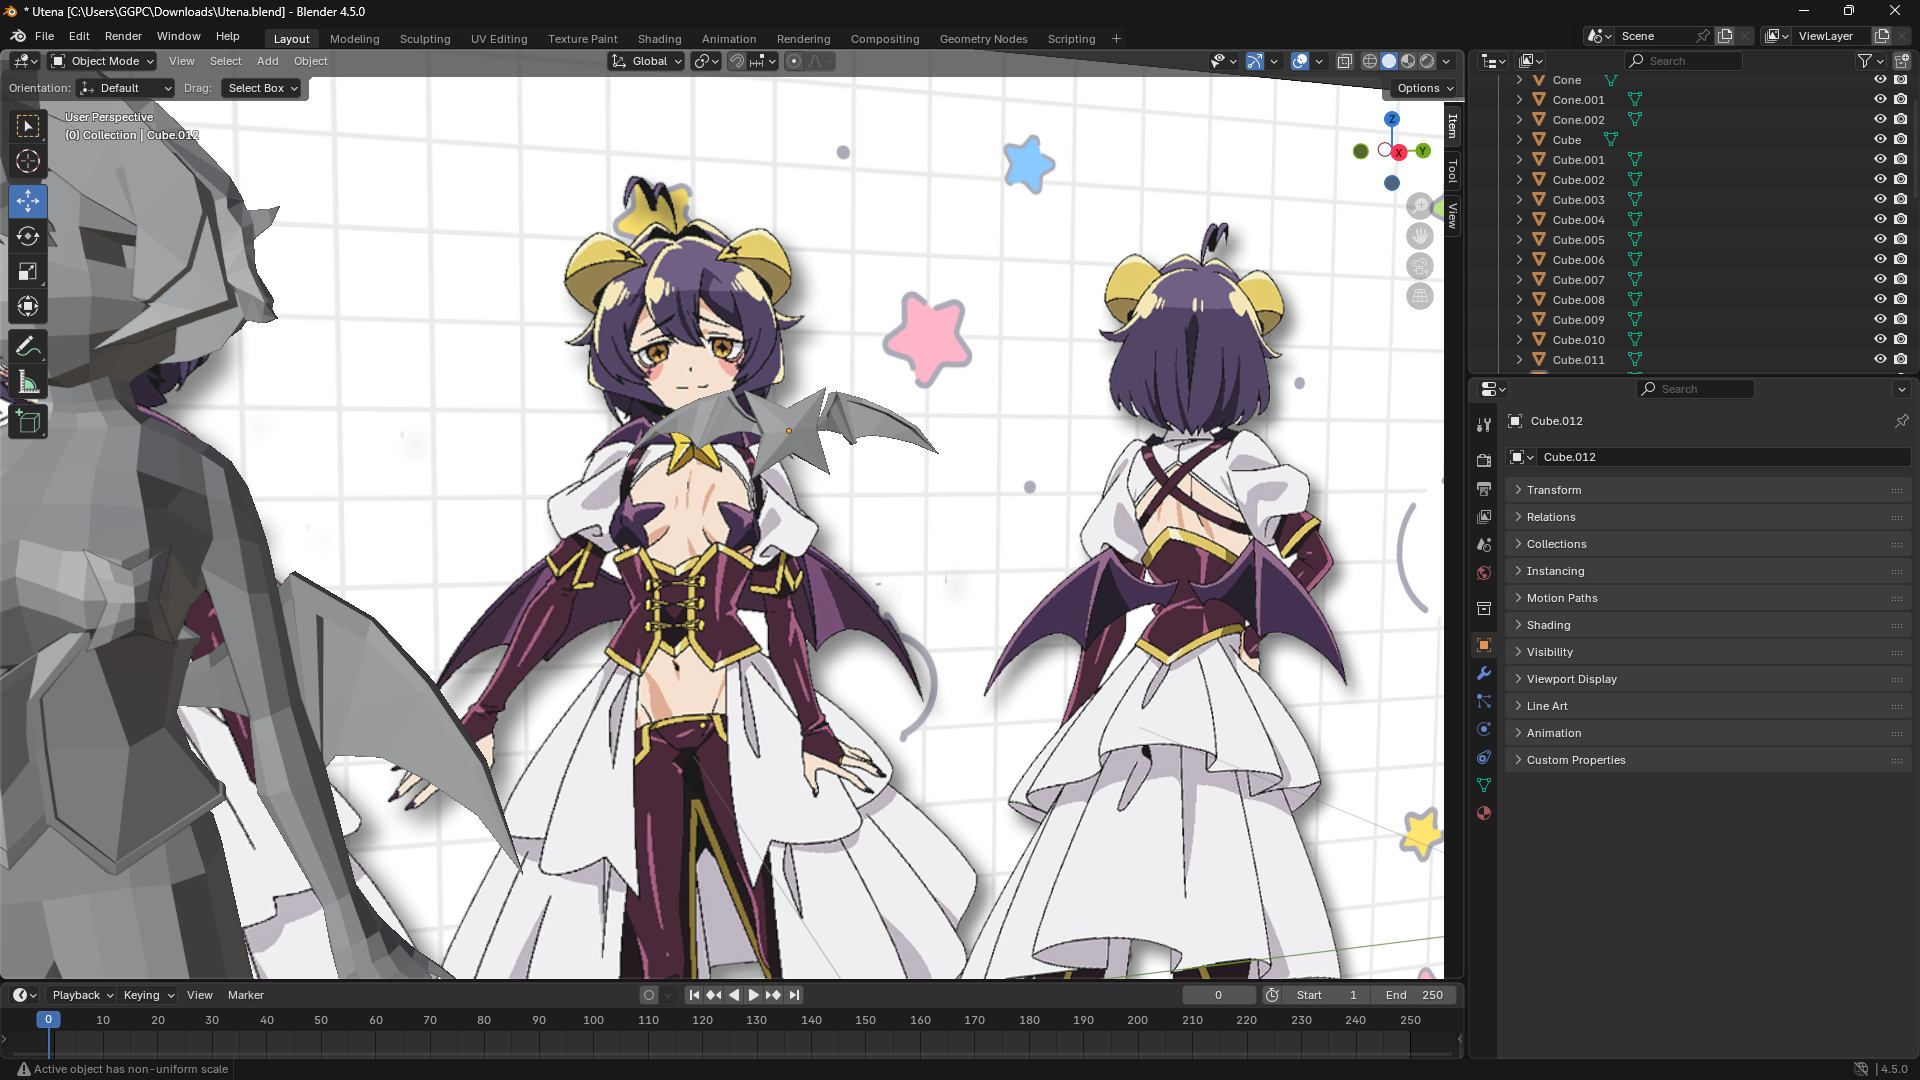 * Utena [C:\Users\GGPC\Downloads\Utena.blend] - Blender 4.5.0
File Edit Render Window Help
Layout Modeling Sculpting UV Editing Texture Paint Shading Animation Rendering Compositing Geometry Nodes Scripting +
Scene
ViewLayer
Object Mode View Select Add Object
Global
Search
Orientation: Default Drag: Select Box
Options
User Perspective
(0) Collection | Cube.012
Z
X
Y
Item
Tool
View
Cone
Cone.001
Cone.002
Cube
Cube.001
Cube.002
Cube.003
Cube.004
Cube.005
Cube.006
Cube.007
Cube.008
Cube.009
Cube.010
Cube.011
Search
Cube.012
Cube.012
Transform
Relations
Collections
Instancing
Motion Paths
Shading
Visibility
Viewport Display
Line Art
Animation
Custom Properties
Playback Keying View Marker
0
Start 1
End 250
0 10 20 30 40 50 60 70 80 90 100 110 120 130 140 150 160 170 180 190 200 210 220 230 240 250
Active object has non-uniform scale
4.5.0